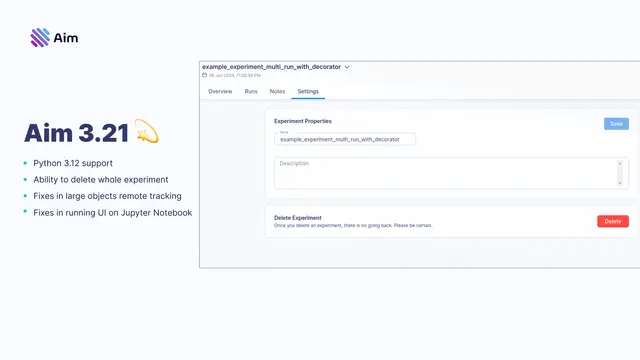 Aim
Aim 3.21
Python 3.12 support
Ability to delete whole experiment
Fixes in large objects remote tracking
Fixes in running UI on Jupyter Notebook
example_experiment_multi_run_with_decorator
Overview Runs Notes Settings
Experiment Properties
Save
Name
example_experiment_multi_run_with_decorator
Description
Delete Experiment
Once you delete an experiment, there is no going back. Please be certain.
Delete